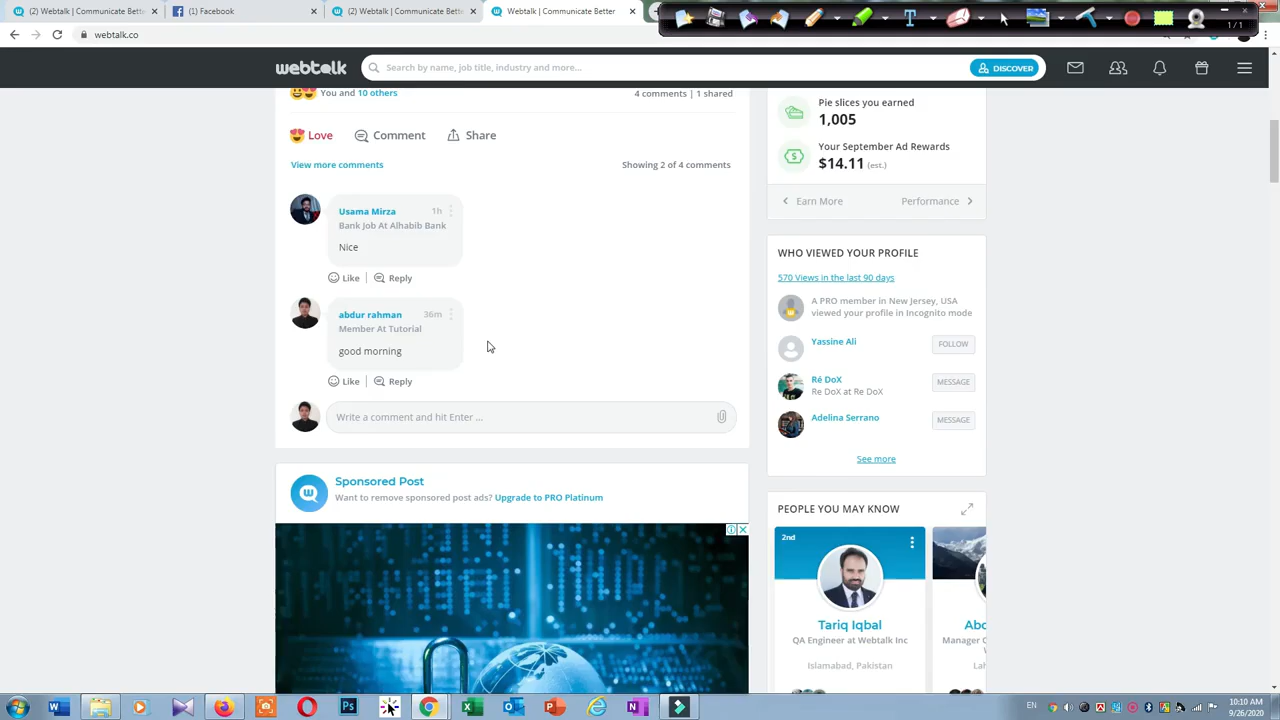 (2) Webtalk | Communicate Be
(1) Facebook
(2) Webtalk | Communicate Be
Webtalk | Communicate Better
1 / 1
webtalk.co
webtalk
Search by name, job title, industry and more...
DISCOVER
You and 10 others
4 comments | 1 shared
Love
Comment
Share
View more comments
Showing 2 of 4 comments
Usama Mirza
1h
Bank Job At Alhabib Bank
Nice
Like
Reply
abdur rahman
36m
Member At Tutorial
good morning
Like
Reply
Write a comment and hit Enter ...
Sponsored Post
Want to remove sponsored post ads? Upgrade to PRO Platinum
Pie slices you earned
1,005
Your September Ad Rewards
$14.11 (est.)
Earn More
Performance
WHO VIEWED YOUR PROFILE
570 Views in the last 90 days
A PRO member in New Jersey, USA
viewed your profile in Incognito mode
Yassine Ali
FOLLOW
Ré DoX
Re DoX at Re DoX
MESSAGE
Adelina Serrano
MESSAGE
See more
PEOPLE YOU MAY KNOW
2nd
Tariq Iqbal
QA Engineer at Webtalk Inc
Islamabad, Pakistan
Abd
Manager C
Lah
EN
10:10 AM
9/26/2020